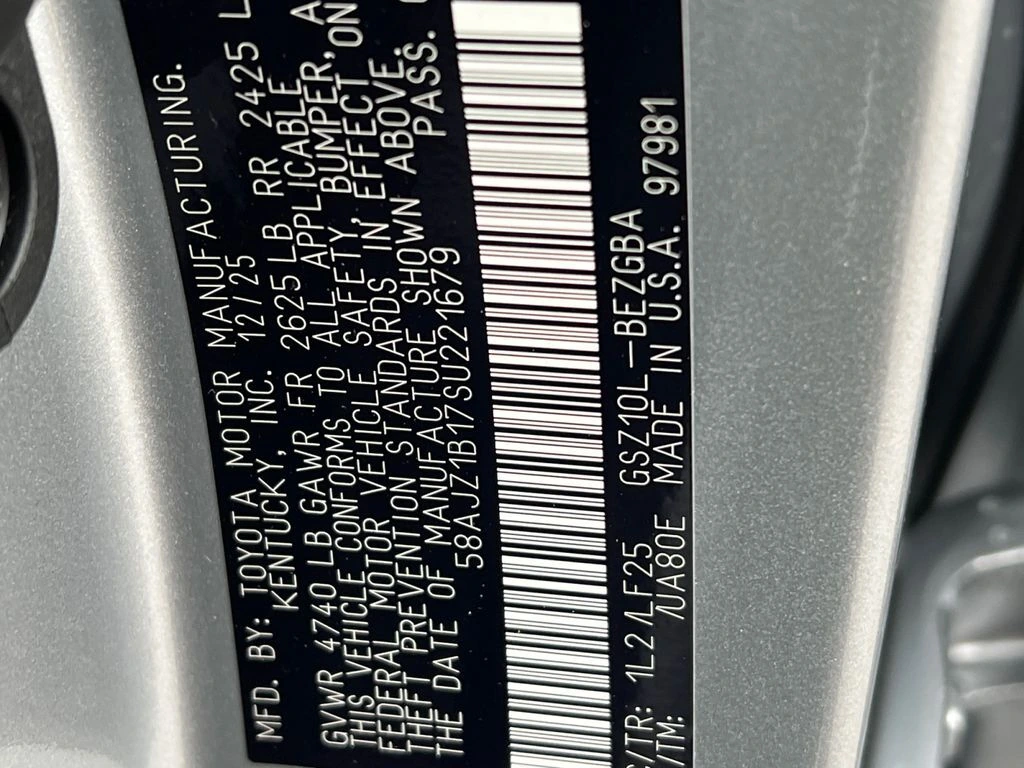 MFD. BY: TOYOTA MOTOR MANUFACTURING.
KENTUCKY, INC. 12/25
GVWR 4740 LB GAWR FR 2625 LB RR 2425 L
THIS VEHICLE CONFORMS TO ALL APPLICABLE
FEDERAL MOTOR VEHICLE SAFETY, BUMPER, A
THEFT PREVENTION STANDARDS IN EFFECT ON
THE DATE OF MANUFACTURE SHOWN ABOVE.
58AJZ1B17SU221679 PASS.
C/TR: 1L2/LF25 GSZ10L-BEZGBA
/TM: /UA80E MADE IN U.S.A. 97981